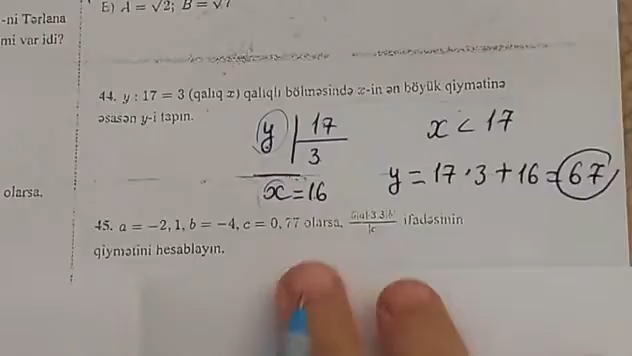 E) A = √2; B = √7
-ni Tərlana
mi var idi?
44. y : 17 = 3 (qalıq x) qalıqlı bölməsində x-in ən böyük qiymətinə
əsasən y-i tapın.
y 17
3
x = 16
x < 17
y = 17 · 3 + 16 = 67
olarsa,
45. a = −2, 1, b = −4, c = 0, 77 olarsa, ifadəsinin
qiymətini hesablayın.